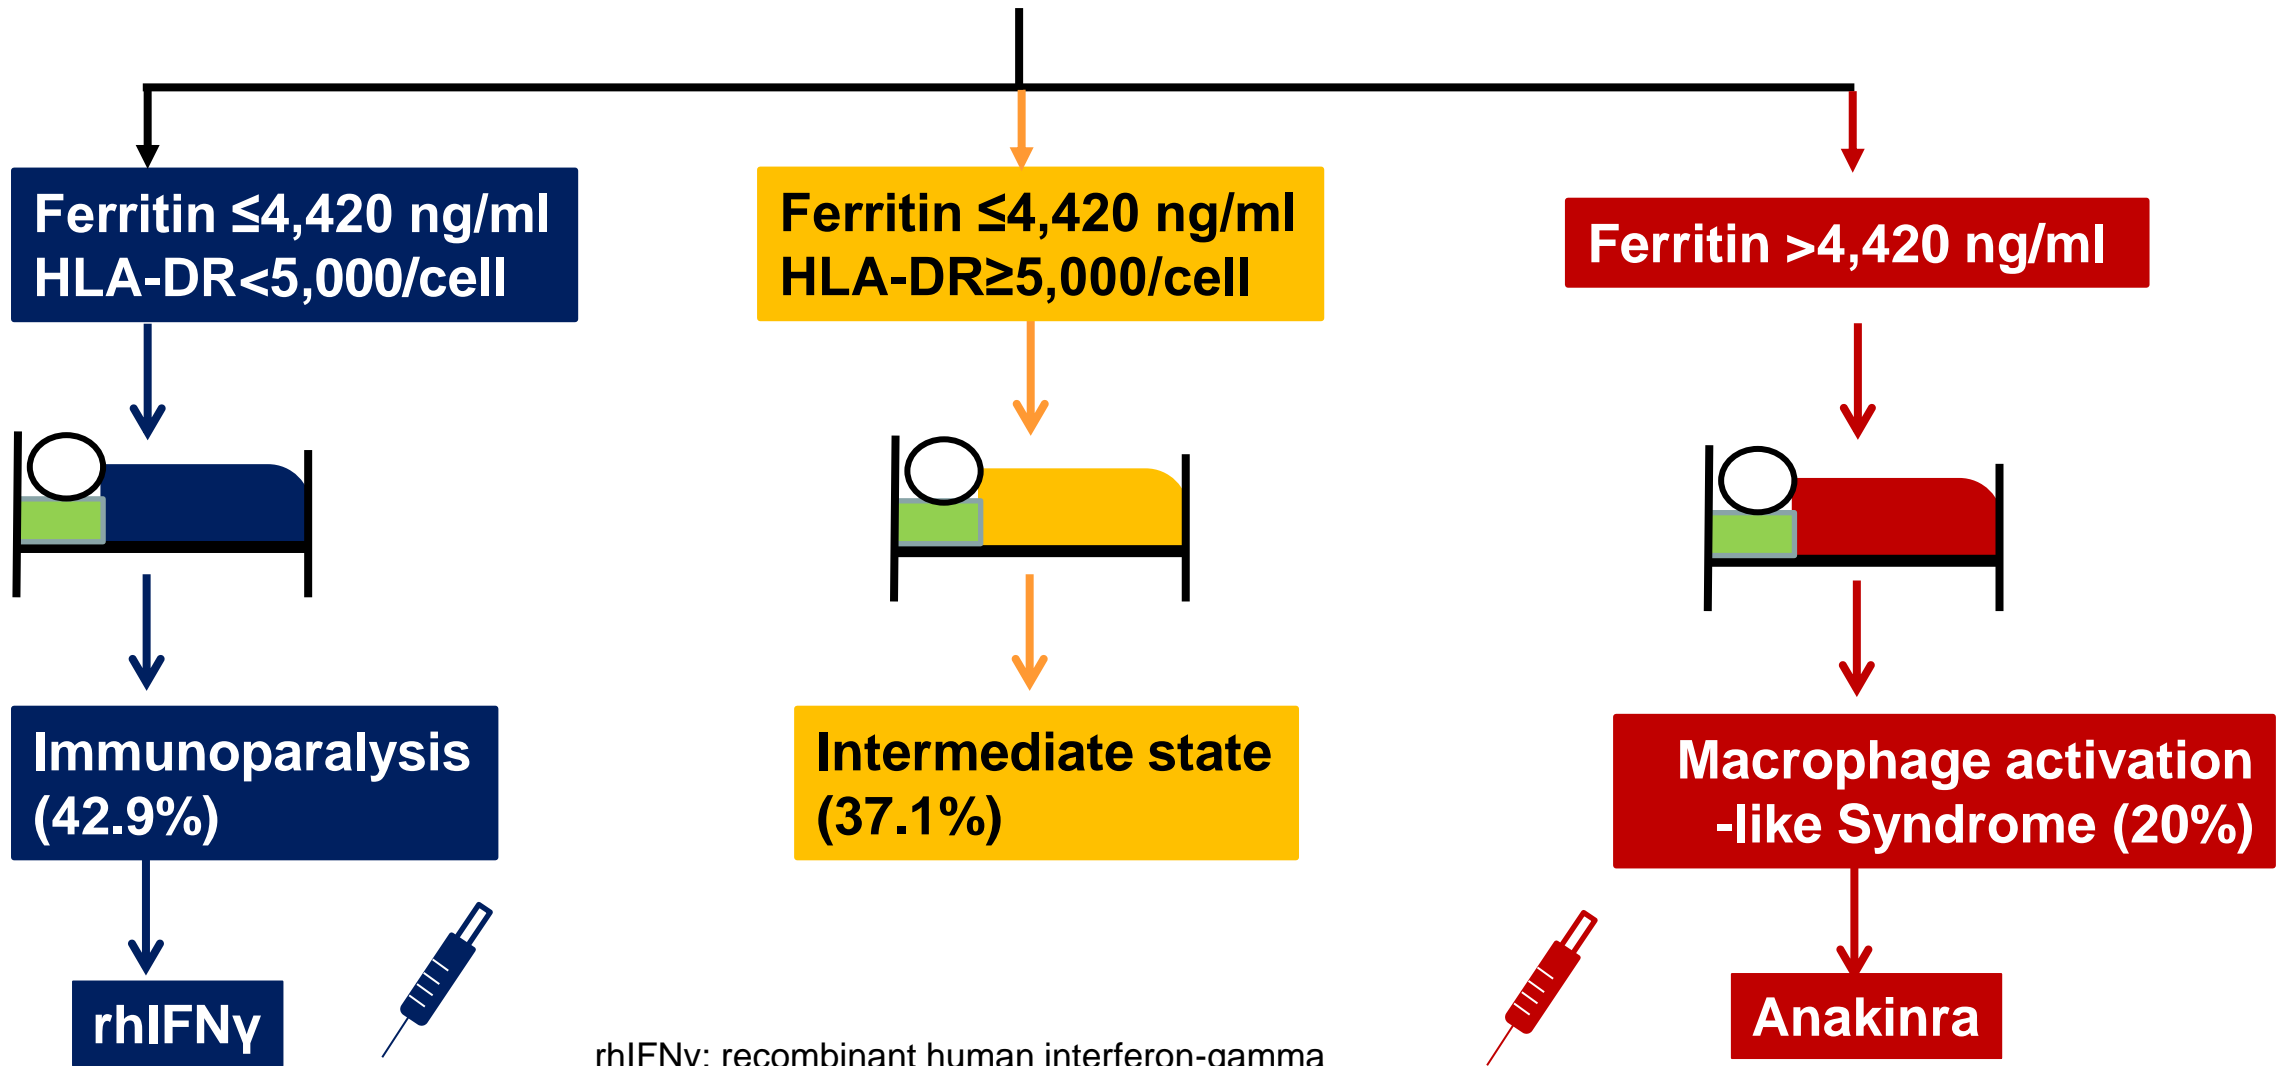 Ferritin ≤4,420 ng/ml
HLA-DR<5,000/cell
Ferritin ≤4,420 ng/ml
HLA-DR≥5,000/cell
Ferritin >4,420 ng/ml
Immunoparalysis
(42.9%)
Intermediate state
(37.1%)
Macrophage activation
-like Syndrome (20%)
rhIFNγ
Anakinra
rhIFNγ: recombinant human interferon-gamma